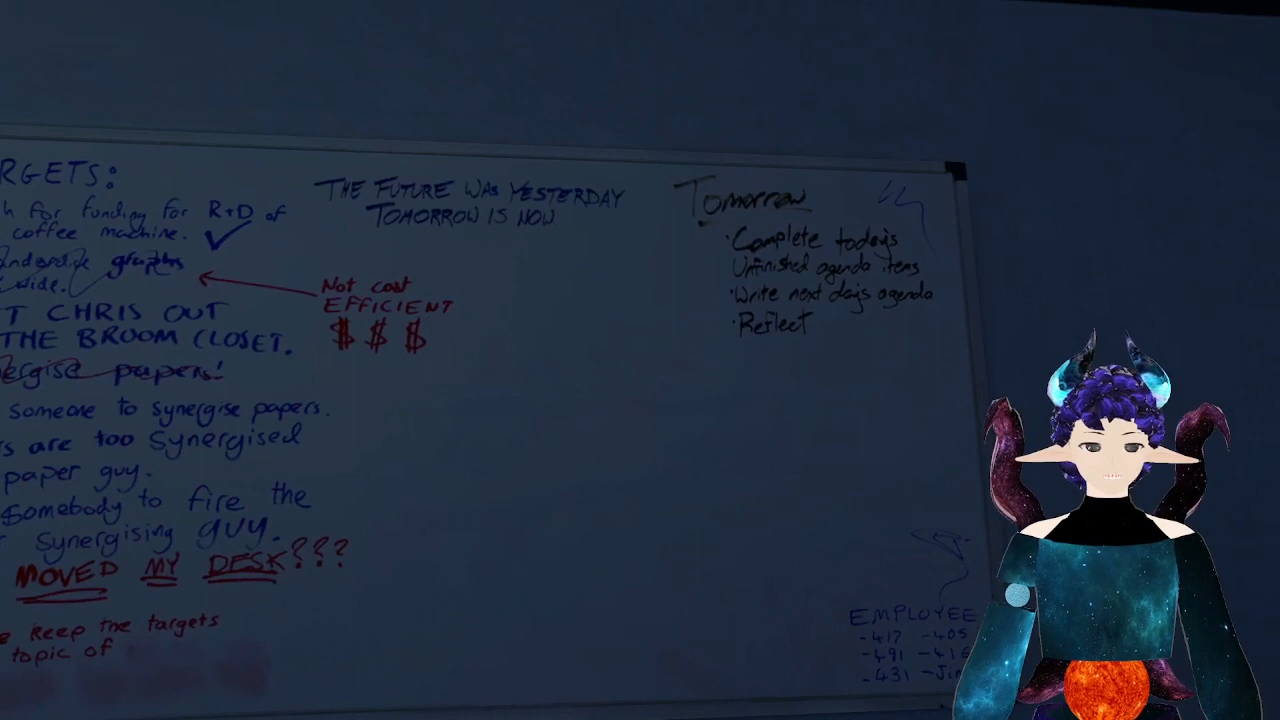 RGETS:
h for funding for R+D of
coffee machine.
graphs
wide.
T CHRIS OUT
THE BROOM CLOSET.
ergise papers!
someone to synergise papers.
rs are too synergised
paper guy.
somebody to fire the
r synergising guy.
MOVED MY DESK???
e keep the targets
topic of
THE FUTURE WAS YESTERDAY
TOMORROW IS NOW
Not cost
EFFICIENT
$ $ $
Tomorrow
· Complete todays
Unfinished agenda items
· Write next days agenda
· Reflect
EMPLOYEE
-417 -405
-491 -416
-431 -Jim